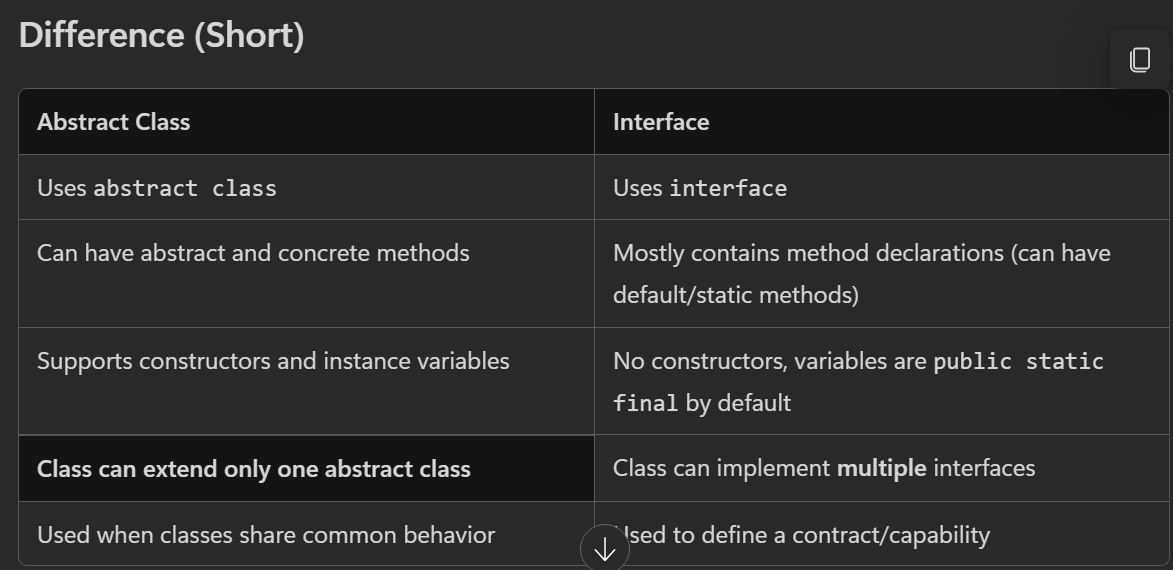 Difference (Short)
Abstract Class
Interface
Uses abstract class
Uses interface
Can have abstract and concrete methods
Mostly contains method declarations (can have
default/static methods)
Supports constructors and instance variables
No constructors, variables are public static
final by default
Class can extend only one abstract class
Class can implement multiple interfaces
Used when classes share common behavior
Used to define a contract/capability